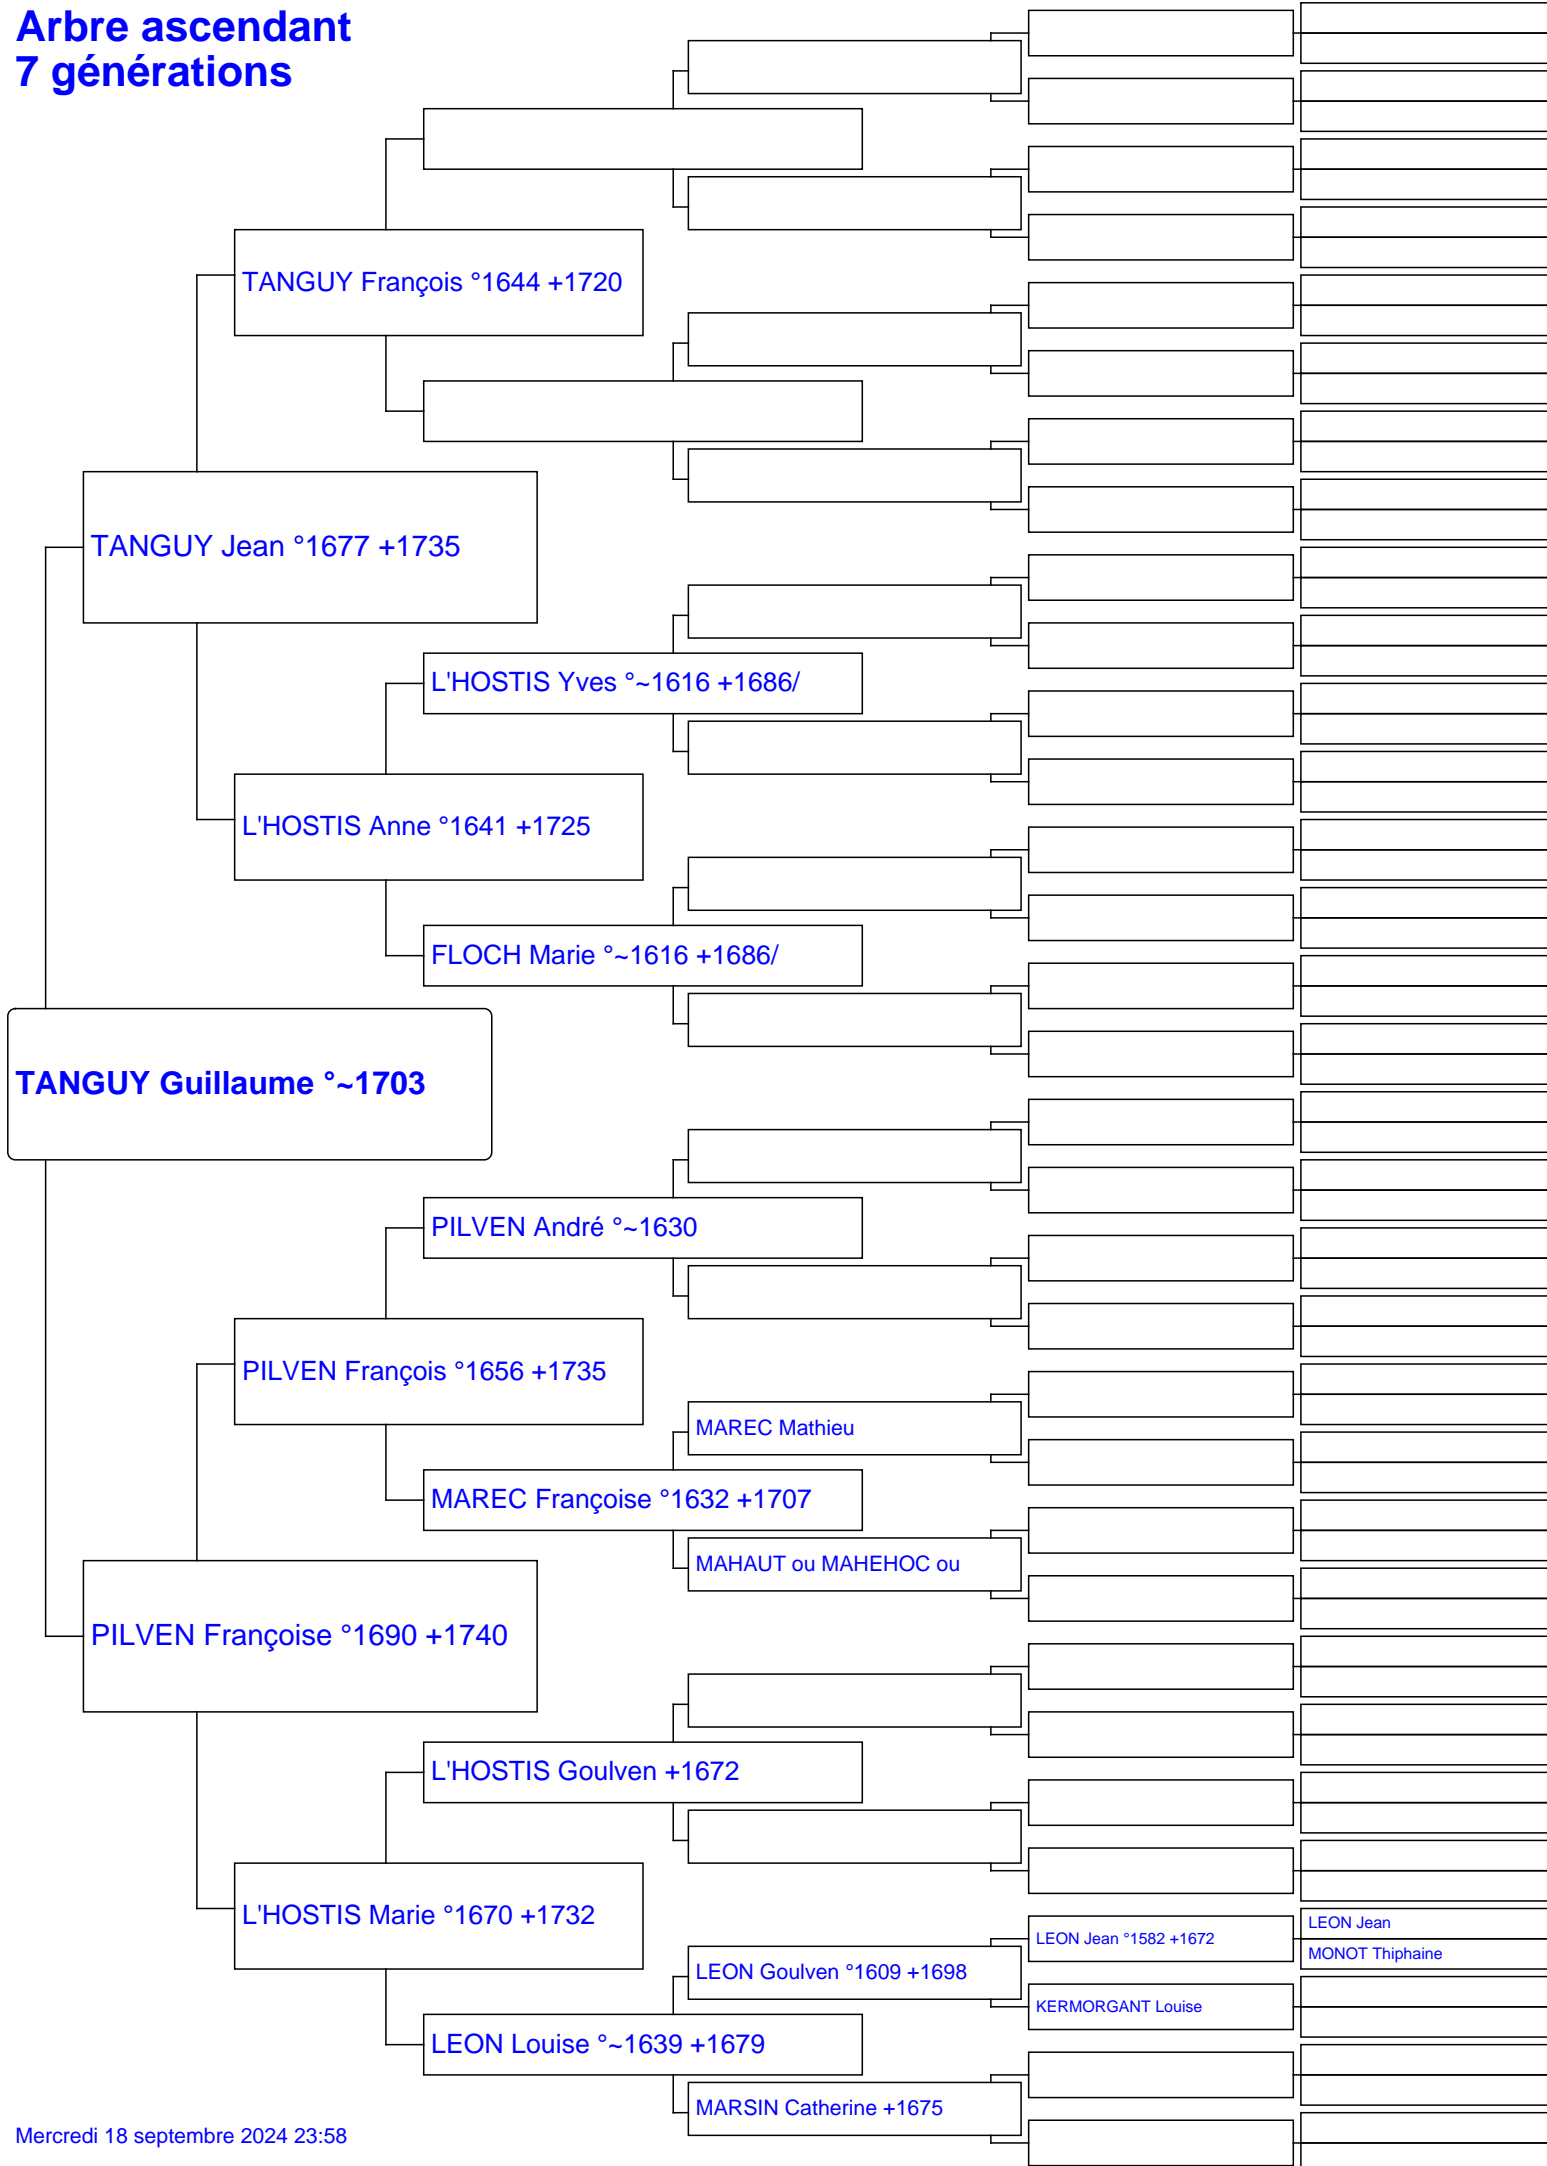 Arbre ascendant
7 générations
TANGUY François °1644 +1720
TANGUY Jean °1677 +1735
L'HOSTIS Yves °~1616 +1686/
L'HOSTIS Anne °1641 +1725
FLOCH Marie °~1616 +1686/
TANGUY Guillaume °~1703
PILVEN André °~1630
PILVEN François °1656 +1735
MAREC Mathieu
MAREC Françoise °1632 +1707
MAHAUT ou MAHEHOC ou
PILVEN Françoise °1690 +1740
L'HOSTIS Goulven +1672
L'HOSTIS Marie °1670 +1732
LEON Jean
LEON Jean °1582 +1672
MONOT Thiphaine
LEON Goulven °1609 +1698
KERMORGANT Louise
LEON Louise °~1639 +1679
MARSIN Catherine +1675
Mercredi 18 septembre 2024 23:58